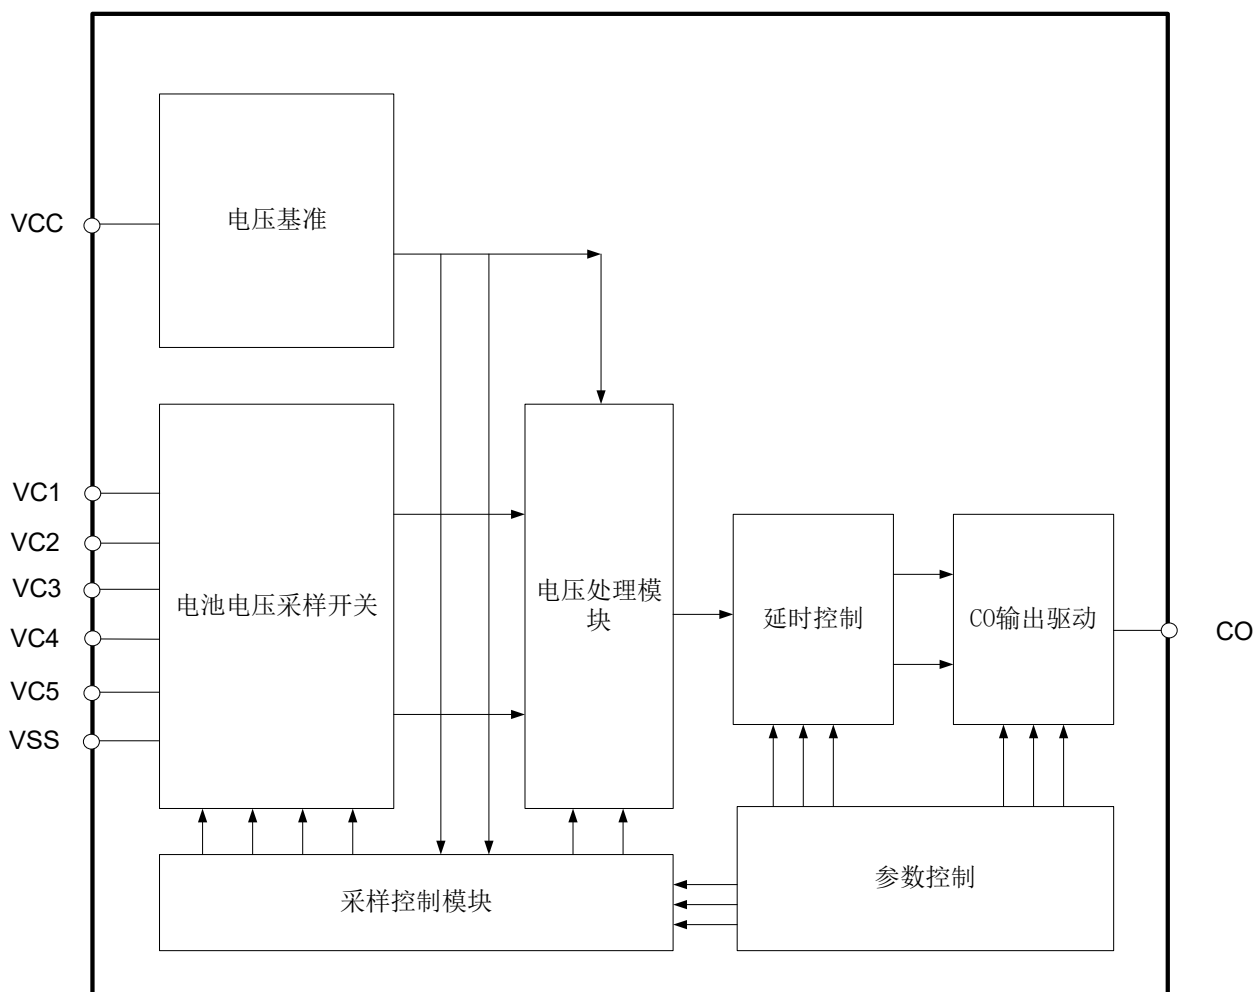 电压基准
VCC
VC1
VC2
VC3
VC4
VC5
VSS
电池电压采样开关
电压处理模
块
延时控制
CO输出驱动
CO
采样控制模块
参数控制